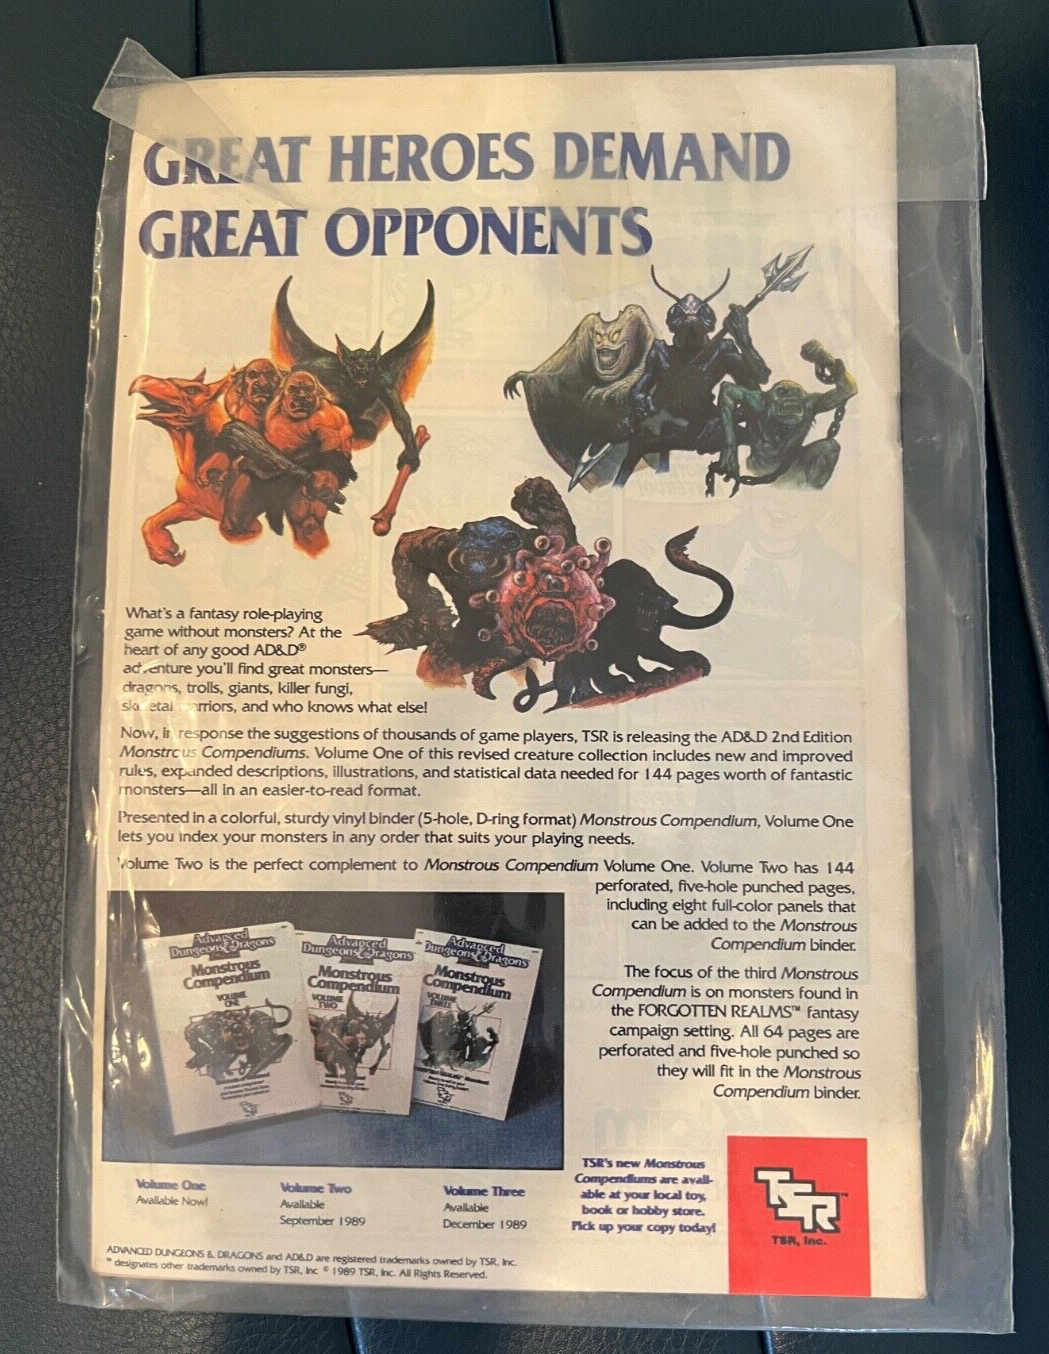 GREAT HEROES DEMAND
GREAT OPPONENTS
What's a fantasy role-playing
game without monsters? At the
heart of any good AD&D®
adventure you'll find great monsters—
dragons, trolls, giants, killer fungi,
skeletal warriors, and who knows what else!
Now, in response the suggestions of thousands of game players, TSR is releasing the AD&D 2nd Edition
Monstrous Compendiums. Volume One of this revised creature collection includes new and improved
rules, expanded descriptions, illustrations, and statistical data needed for 144 pages worth of fantastic
monsters—all in an easier-to-read format.
Presented in a colorful, sturdy vinyl binder (5-hole, D-ring format) Monstrous Compendium, Volume One
lets you index your monsters in any order that suits your playing needs.
Volume Two is the perfect complement to Monstrous Compendium Volume One. Volume Two has 144
perforated, five-hole punched pages,
including eight full-color panels that
can be added to the Monstrous
Compendium binder.
The focus of the third Monstrous
Compendium is on monsters found in
the FORGOTTEN REALMS™ fantasy
campaign setting. All 64 pages are
perforated and five-hole punched so
they will fit in the Monstrous
Compendium binder.
Advanced
Dungeons & Dragons
Monstrous
Compendium
VOLUME
ONE
Advanced
Dungeons & Dragons
Monstrous
Compendium
VOLUME
TWO
Advanced
Dungeons & Dragons
Monstrous
Compendium
VOLUME
THREE
Volume One
Available Now!
Volume Two
Available
September 1989
Volume Three
Available
December 1989
TSR's new Monstrous
Compendiums are avail-
able at your local toy,
book or hobby store.
Pick up your copy today!
TSR™
TSR, Inc.
ADVANCED DUNGEONS & DRAGONS and AD&D are registered trademarks owned by TSR, Inc.
™ designates other trademarks owned by TSR, Inc © 1989 TSR, Inc. All Rights Reserved.